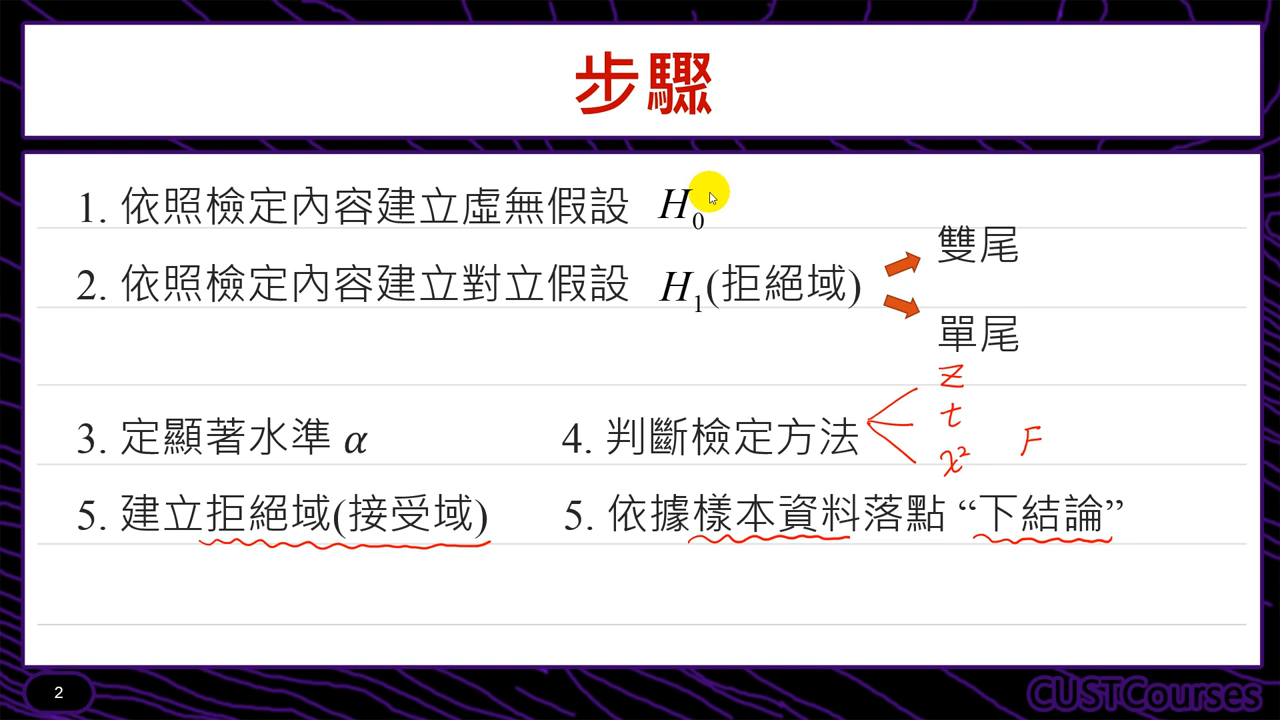 步驟
1. 依照檢定內容建立虛無假設 H₀
2. 依照檢定內容建立對立假設 H₁(拒絕域)
雙尾
單尾
3. 定顯著水準 α
4. 判斷檢定方法
z
t
χ²
F
5. 建立拒絕域(接受域)
5. 依據樣本資料落點 “下結論”
2
CUSTCourses